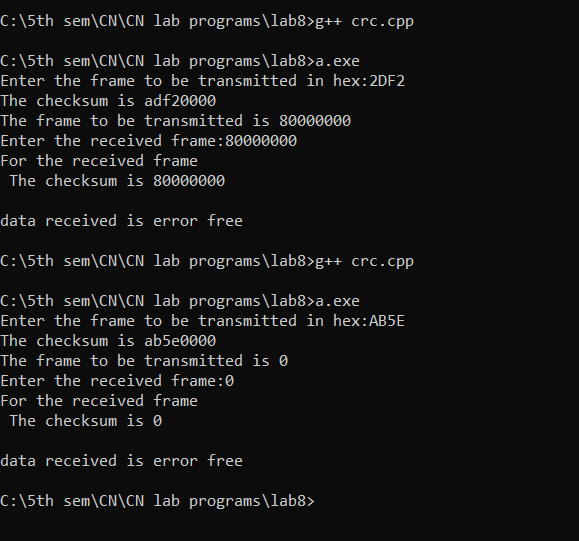 C:\5th sem\CN\CN lab programs\lab8>g++ crc.cpp
C:\5th sem\CN\CN lab programs\lab8>a.exe
Enter the frame to be transmitted in hex:2DF2
The checksum is adf20000
The frame to be transmitted is 80000000
Enter the received frame:80000000
For the received frame
 The checksum is 80000000
data received is error free
C:\5th sem\CN\CN lab programs\lab8>g++ crc.cpp
C:\5th sem\CN\CN lab programs\lab8>a.exe
Enter the frame to be transmitted in hex:AB5E
The checksum is ab5e0000
The frame to be transmitted is 0
Enter the received frame:0
For the received frame
 The checksum is 0
data received is error free
C:\5th sem\CN\CN lab programs\lab8>